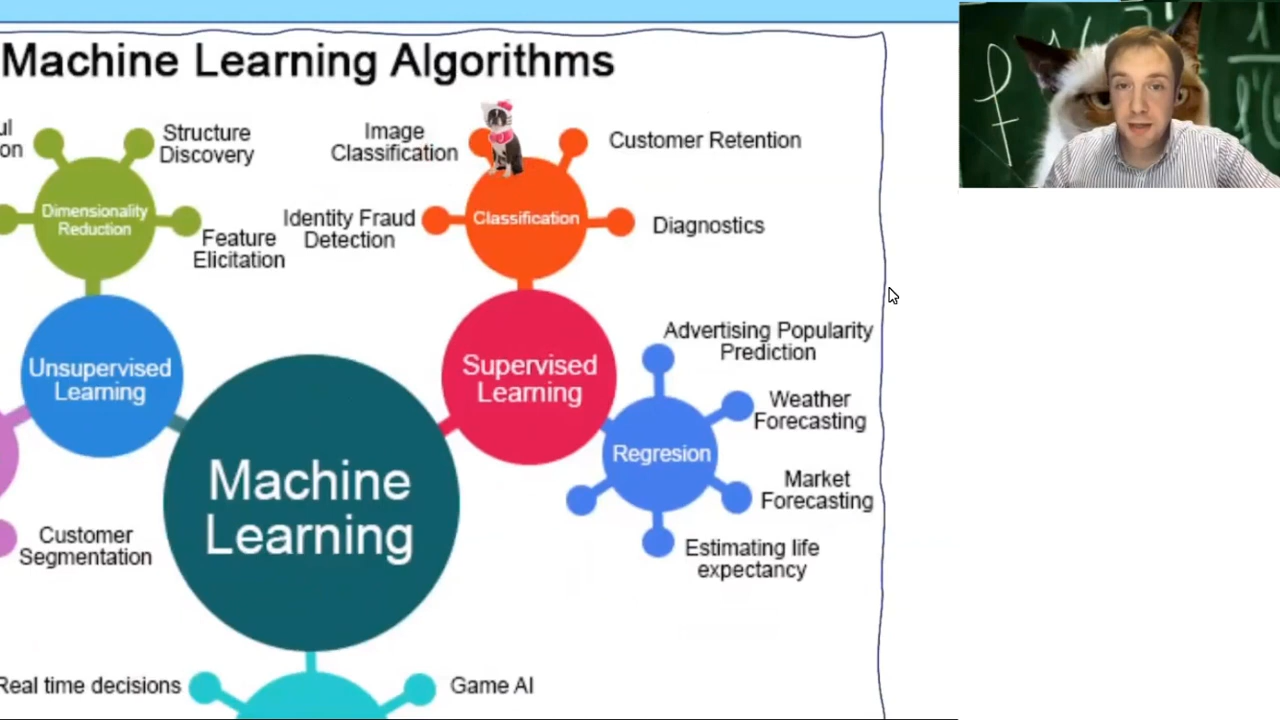 Machine Learning Algorithms
Structure
Discovery
Image
Classification
Customer Retention
Dimensionality
Reduction
Feature
Elicitation
Identity Fraud
Detection
Classification
Diagnostics
Unsupervised
Learning
Supervised
Learning
Advertising Popularity
Prediction
Weather
Forecasting
Regresion
Market
Forecasting
Estimating life
expectancy
Machine
Learning
Customer
Segmentation
Real time decisions
Game AI